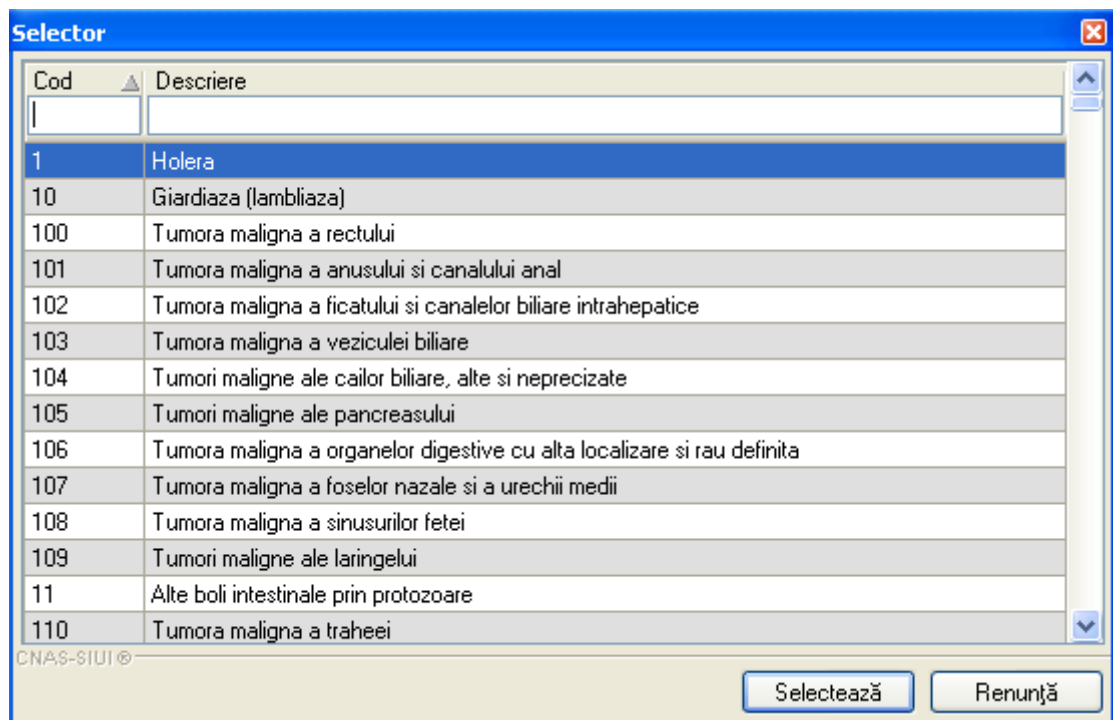 Selector
Cod Descriere
1 Holera
10 Giardiaza (lambliaza)
100 Tumora maligna a rectului
101 Tumora maligna a anusului si canalului anal
102 Tumora maligna a ficatului si canalelor biliare intrahepatice
103 Tumora maligna a veziculei biliare
104 Tumori maligne ale cailor biliare, alte si neprecizate
105 Tumori maligne ale pancreasului
106 Tumora maligna a organelor digestive cu alta localizare si rau definita
107 Tumora maligna a foselor nazale si a urechii medii
108 Tumora maligna a sinusurilor fetei
109 Tumori maligne ale laringelui
11 Alte boli intestinale prin protozoare
110 Tumora maligna a traheei
CNAS-SIUI ®
Selectează Renunţă